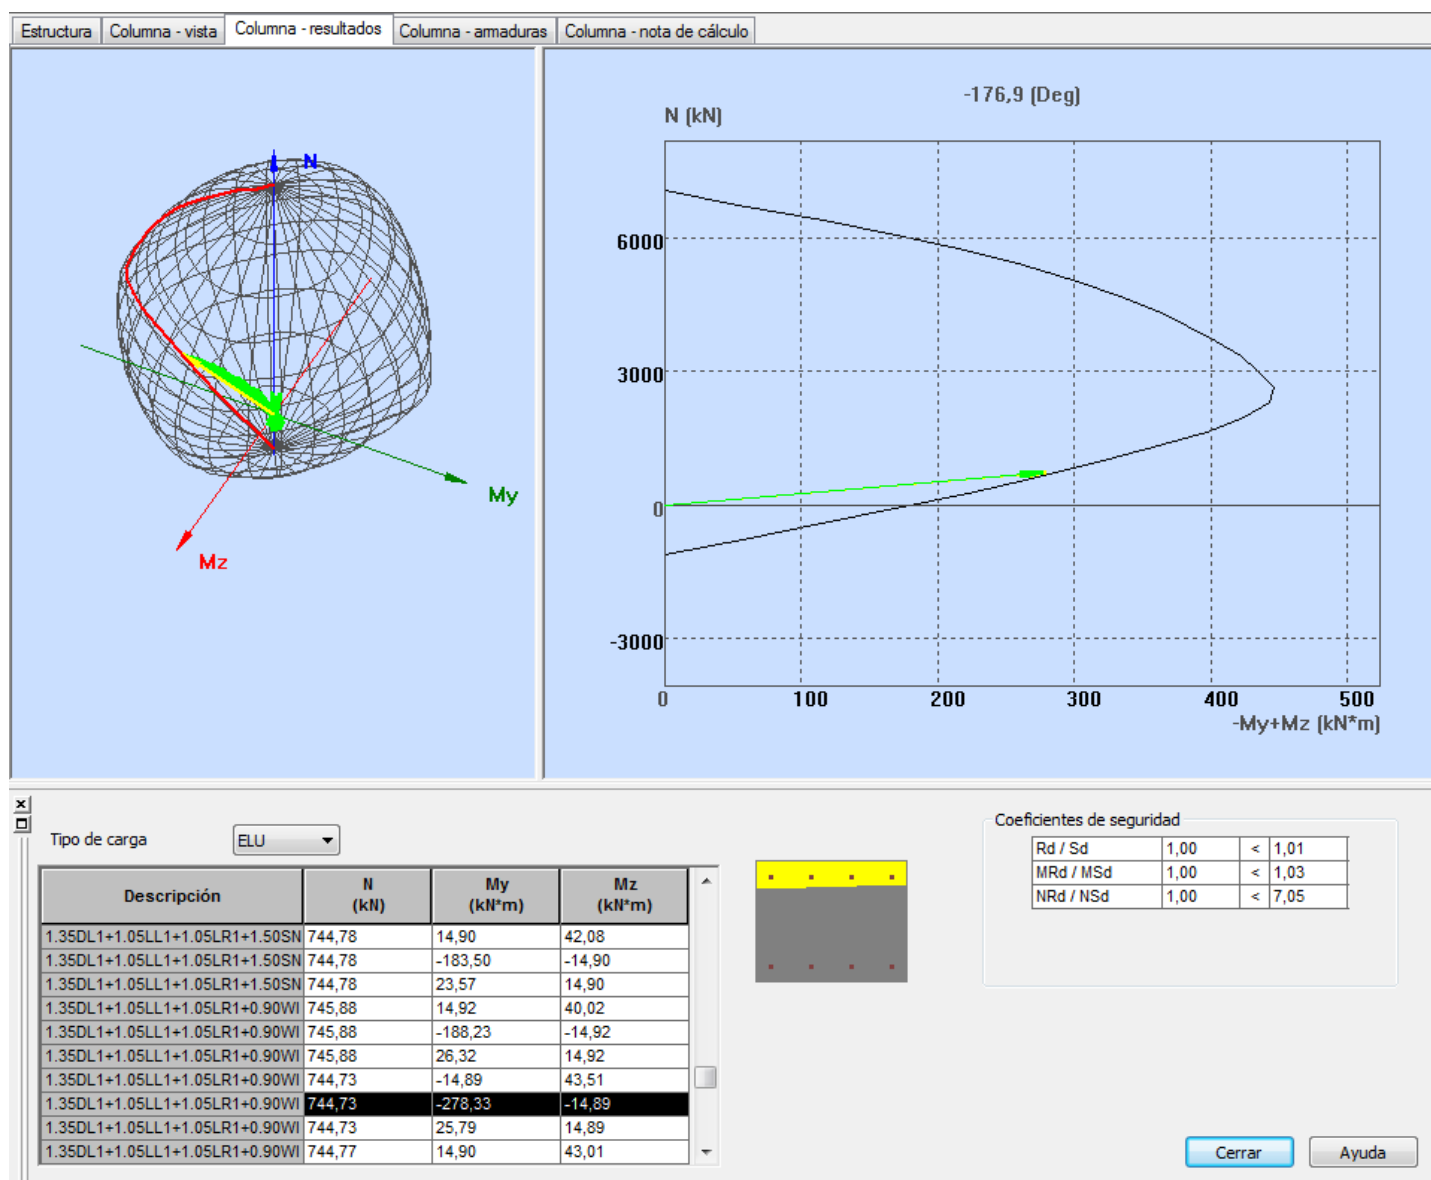 Estructura Columna - vista Columna - resultados Columna - armaduras Columna - nota de cálculo
N
My
Mz
-176,9 (Deg)
N (kN)
6000
3000
0
-3000
0 100 200 300 400 500
-My+Mz (kN*m)
Tipo de carga ELU
Descripción N (kN) My (kN*m) Mz (kN*m)
1.35DL1+1.05LL1+1.05LR1+1.50SN 744,78 14,90 42,08
1.35DL1+1.05LL1+1.05LR1+1.50SN 744,78 -183,50 -14,90
1.35DL1+1.05LL1+1.05LR1+1.50SN 744,78 23,57 14,90
1.35DL1+1.05LL1+1.05LR1+0.90WI 745,88 14,92 40,02
1.35DL1+1.05LL1+1.05LR1+0.90WI 745,88 -188,23 -14,92
1.35DL1+1.05LL1+1.05LR1+0.90WI 745,88 26,32 14,92
1.35DL1+1.05LL1+1.05LR1+0.90WI 744,73 -14,89 43,51
1.35DL1+1.05LL1+1.05LR1+0.90WI 744,73 -278,33 -14,89
1.35DL1+1.05LL1+1.05LR1+0.90WI 744,73 25,79 14,89
1.35DL1+1.05LL1+1.05LR1+0.90WI 744,77 14,90 43,01
Coeficientes de seguridad
Rd / Sd 1,00 < 1,01
MRd / MSd 1,00 < 1,03
NRd / NSd 1,00 < 7,05
Cerrar Ayuda